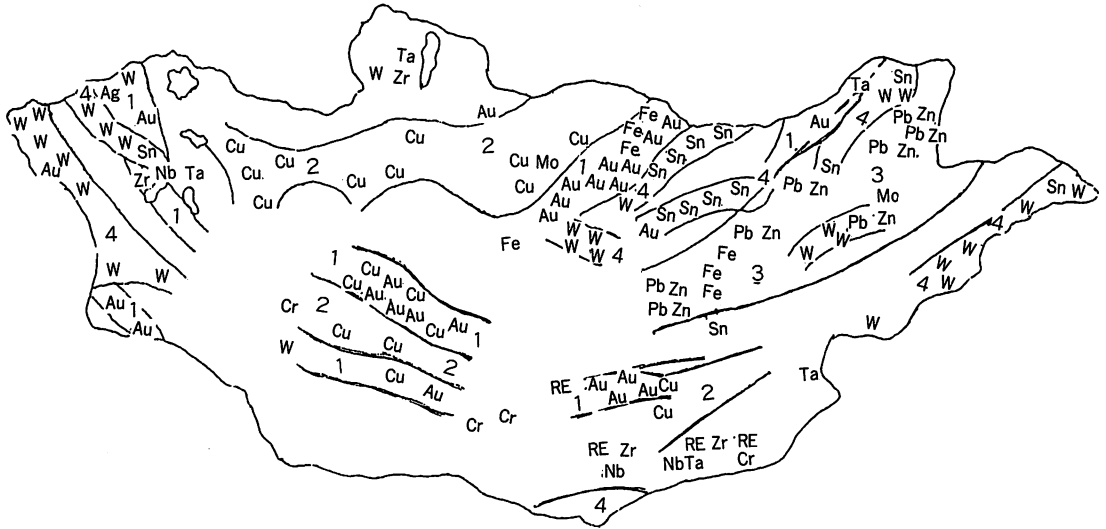 Ta
W Zr
W
4 Ag 1
Au
W W
W W W
W
W
W Sn
Au
W
Nb Ta
Zr
1
4
W W
Au 1
Au
Cu
Cu
Cu
Cu
2
Cu
Cu
Cu
Au
2
Cu Mo
Cu
Cu
Fe Au
Fe Au
Fe
1
Au Au
Au Au Au
Au
Au
4
W
Sn Sn
Sn
Sn
Sn
Sn Sn Sn
Au
W W
W W
4
Fe
1
Au
Ta
4
Sn
W W
Sn
4
Pb Zn
Pb Zn
Pb Zn.
Pb Zn
3
Mo
Pb Zn
W W
W
Pb Zn
Fe
Fe
Fe
3
Pb Zn
Pb Zn
Sn
Sn W
W
4
W
W W
4
W
1
Cu Au Cu
Cu Au Au Au
Cu Au 1
2
Cr
Cu Cu
2
W
1
Cu
Au
Cr
Cr
RE
Au Au
Au Au Cu
1
Cu
2
Ta
RE Zr
Nb
RE Zr RE
NbTa Cr
4